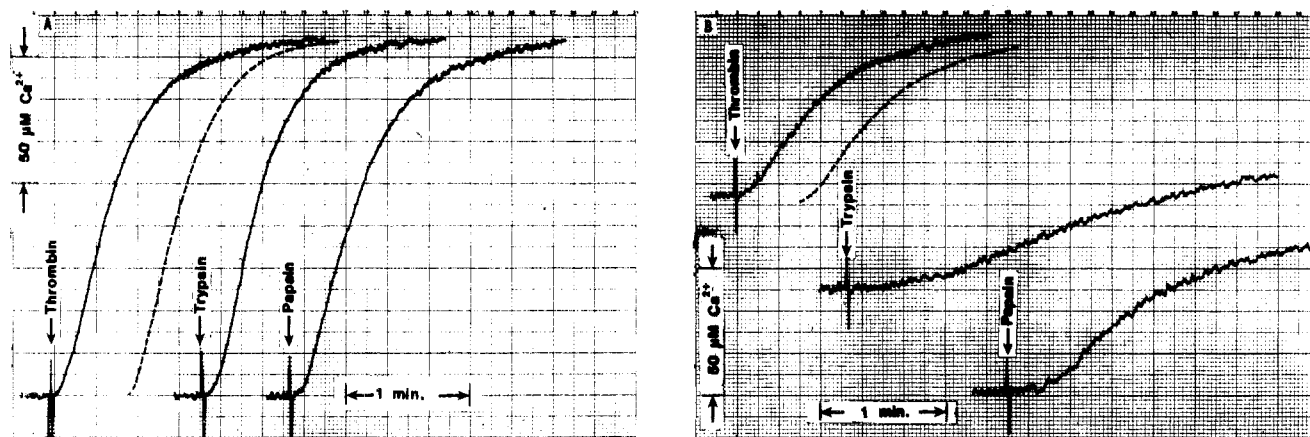 A
50 µM Ca²⁺
Thrombin
Trypsin
Papain
1 min.
B
Thrombin
Trypsin
Papain
50 µM Ca²⁺
1 min.